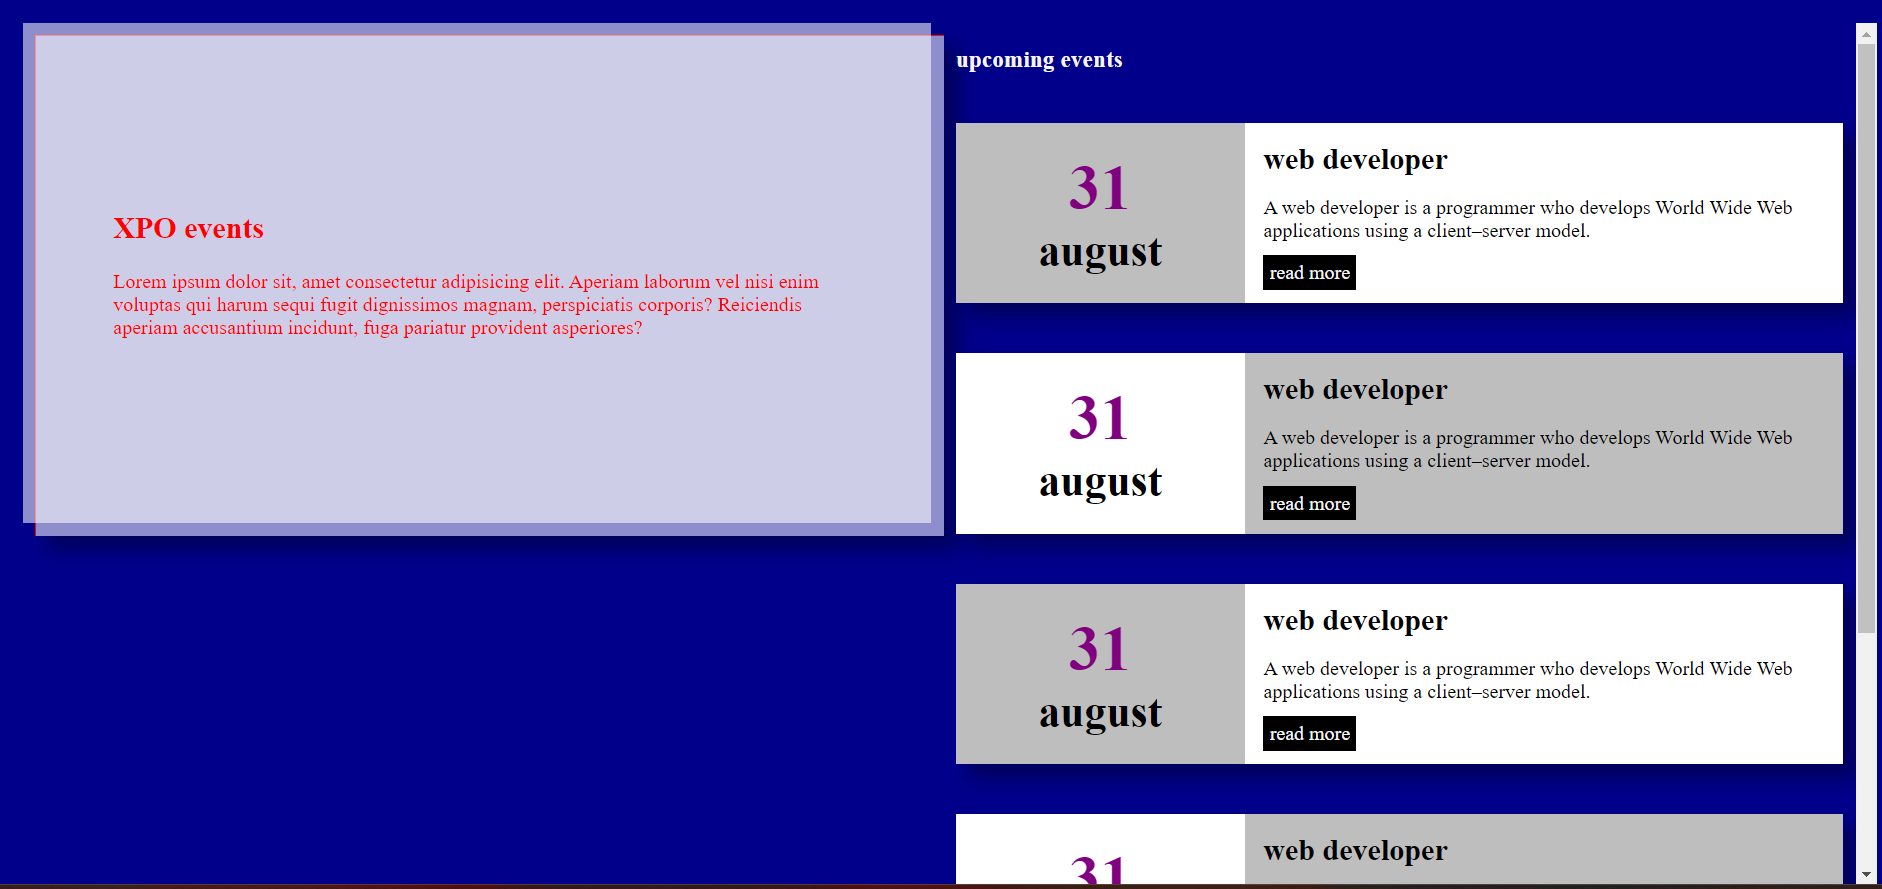 XPO events
Lorem ipsum dolor sit, amet consectetur adipisicing elit. Aperiam laborum vel nisi enim
voluptas qui harum sequi fugit dignissimos magnam, perspiciatis corporis? Reiciendis
aperiam accusantium incidunt, fuga pariatur provident asperiores?
upcoming events
31
august
web developer
A web developer is a programmer who develops World Wide Web
applications using a client–server model.
read more
31
august
web developer
A web developer is a programmer who develops World Wide Web
applications using a client–server model.
read more
31
august
web developer
A web developer is a programmer who develops World Wide Web
applications using a client–server model.
read more
31
web developer